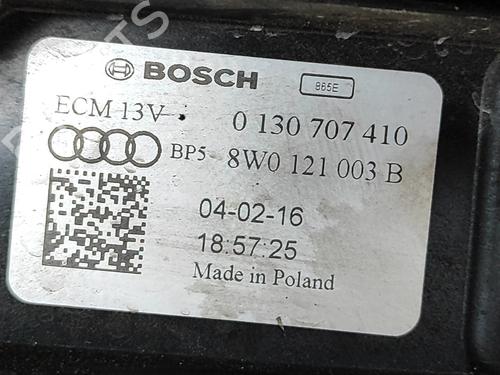 BOSCH 865E
ECM 13V 0 130 707 410
BP5 8W0 121 003 B
04-02-16
18:57:25
Made in Poland